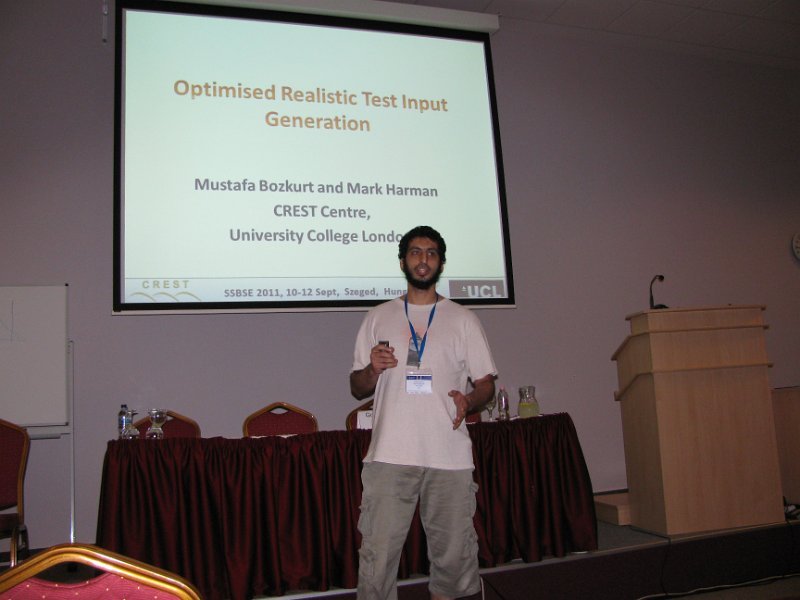 Optimised Realistic Test Input
Generation
Mustafa Bozkurt and Mark Harman
CREST Centre,
University College Londo
CREST
SSBSE 2011, 10-12 Sept, Szeged, Hung
UCL